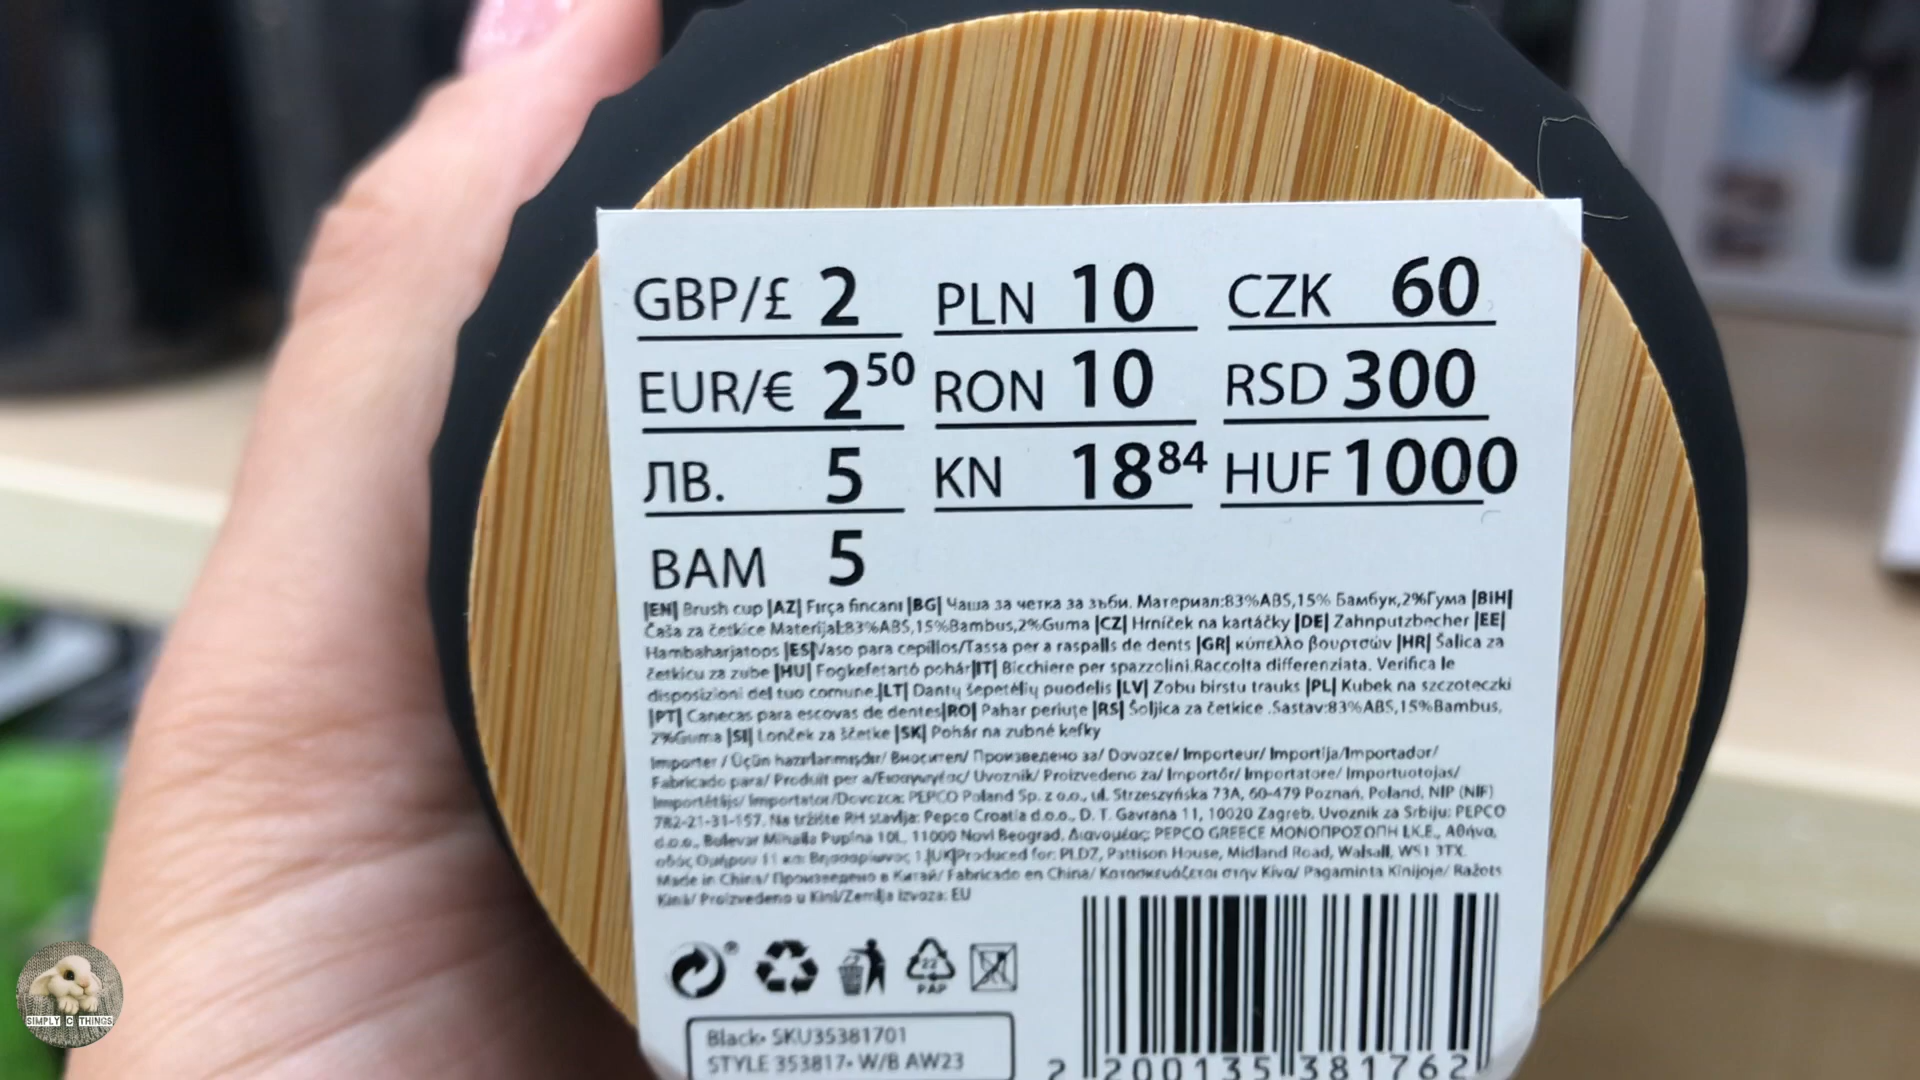 GBP/£ 2 PLN 10 CZK 60
EUR/€ 2⁵⁰ RON 10 RSD 300
ЛВ. 5 KN 18⁸⁴ HUF 1000
BAM 5
|EN| Brush cup |AZ| Fırça fincanı |BG| Чаша за четка за зъби. Материал:83%ABS,15% Бамбук,2%Гума |BiH|
Čaša za četkice Materijal:83%ABS,15%Bambus,2%Guma |CZ| Hrníček na kartáčky |DE| Zahnputzbecher |EE|
Hambaharjatops |ES|Vaso para cepillos/Tassa per a raspalls de dents |GR| κύπελλο βουρτσών |HR| Šalica za
četkicu za zube |HU| Fogkefetartó pohár|IT| Bicchiere per spazzolini.Raccolta differenziata. Verifica le
disposizioni del tuo comune.|LT| Dantų šepetėlių puodelis |LV| Zobu birstu trauks |PL| Kubek na szczoteczki
|PT| Canecas para escovas de dentes|RO| Pahar periuțe |RS| Šoljica za četkice .Sastav:83%ABS,15%Bambus,
2%Guma |SI| Lonček za ščetke |SK| Pohár na zubné kefky
Importer / Üçün hazırlanmışdır/ Вносител/ Произведено за/ Dovozce/ Importeur/ Importija/Importador/
Fabricado para/ Produït per a/Εισαγωγέας/ Uvoznik/ Proizvedeno za/ Importőr/ Importatore/ Importuotojas/
Importētājs/ Importator/Dovozca: PEPCO Poland Sp. z o.o., ul. Strzeszyńska 73A, 60-479 Poznań, Poland, NIP (NIF)
782-21-31-157. Na tržište RH stavlja: Pepco Croatia d.o.o., D. T. Gavrana 11, 10020 Zagreb. Uvoznik za Srbiju: PEPCO
d.o.o., Bulevar Mihajla Pupina 10L, 11000 Novi Beograd. Διανομέας: PEPCO GREECE ΜΟΝΟΠΡΟΣΩΠΗ Ι.Κ.Ε., Αθήνα,
οδός Ομήρου 11 και Βησσαρίωνος 1.|UK|Produced for: PLDZ, Pattison House, Midland Road, Walsall, WS1 3TX.
Made in China/ Произведено в Китай/ Fabricado en China/ Κατασκευάζεται στην Κίνα/ Pagaminta Kinijoje/ Ražots
Ķīnā/ Proizvedeno u Kini/Zemlja izvoza: EU
22
PAP
Black• SKU35381701
STYLE 353817• W/B AW23
2 200135 381762
SIMPLY C THINGS